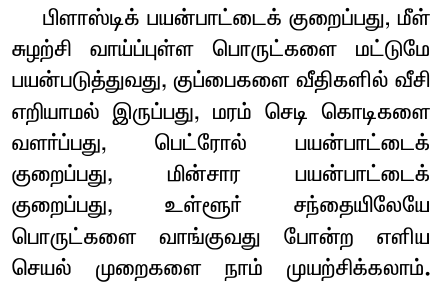 பிளாஸ்டிக் பயன்பாட்டைக் குறைப்பது, மீள்
சுழற்சி வாய்ப்புள்ள பொருட்களை மட்டுமே
பயன்படுத்துவது, குப்பைகளை வீதிகளில் வீசி
எறியாமல் இருப்பது, மரம் செடி கொடிகளை
வளர்ப்பது, பெட்ரோல் பயன்பாட்டைக்
குறைப்பது, மின்சார பயன்பாட்டைக்
குறைப்பது, உள்ளூர் சந்தையிலேயே
பொருட்களை வாங்குவது போன்ற எளிய
செயல் முறைகளை நாம் முயற்சிக்கலாம்.